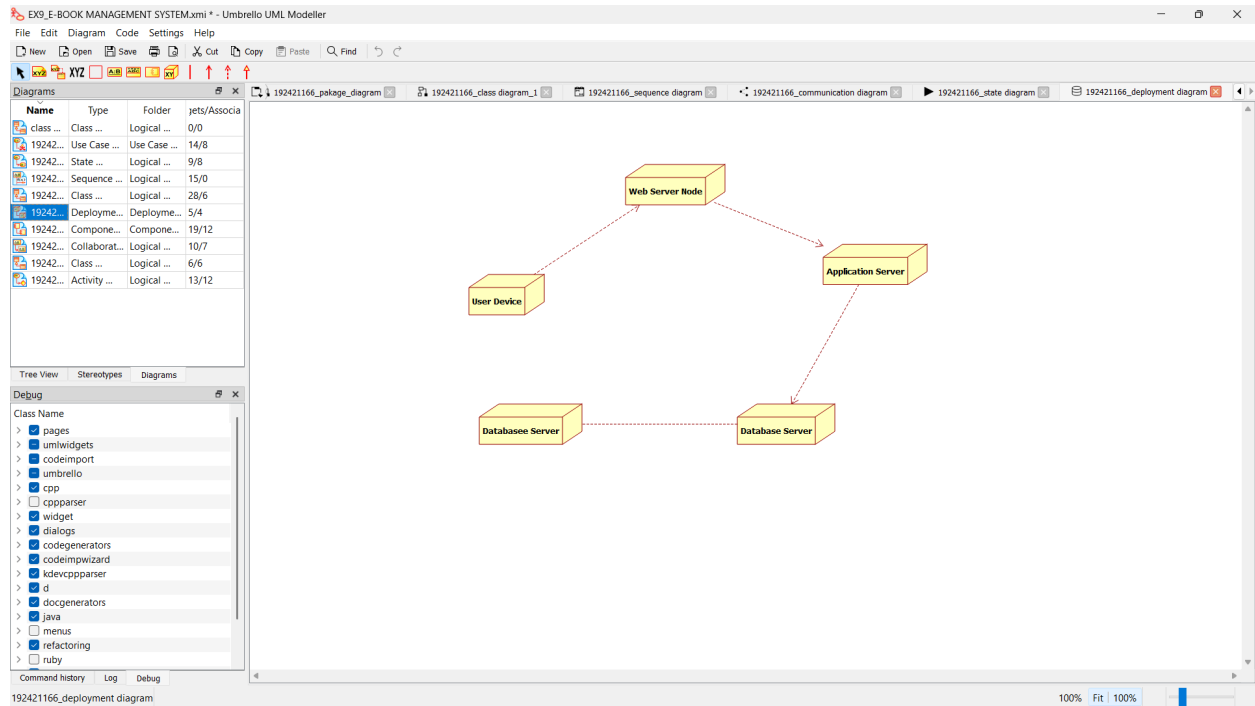 EX9_E-BOOK MANAGEMENT SYSTEM.xmi * - Umbrello UML Modeller
File Edit Diagram Code Settings Help
New Open Save Cut Copy Paste Find
XYZ
Diagrams
192421166_pakage_diagram 192421166_class diagram_1 192421166_sequence diagram 192421166_communication diagram 192421166_state diagram 192421166_deployment diagram
Name Type Folder jets/Associa
class ... Class ... Logical ... 0/0
19242... Use Case ... Use Case ... 14/8
19242... State ... Logical ... 9/8
19242... Sequence ... Logical ... 15/0
19242... Class ... Logical ... 28/6
19242... Deployme... Deployme... 5/4
19242... Compone... Compone... 19/12
19242... Collaborat... Logical ... 10/7
19242... Class ... Logical ... 6/6
19242... Activity ... Logical ... 13/12
Tree View Stereotypes Diagrams
Debug
Class Name
pages
umlwidgets
codeimport
umbrello
cpp
cppparser
widget
dialogs
codegenerators
codeimpwizard
kdevcppparser
d
docgenerators
java
menus
refactoring
ruby
Command history Log Debug
Web Server Node
Application Server
User Device
Databasee Server
Database Server
192421166_deployment diagram
100% Fit 100%